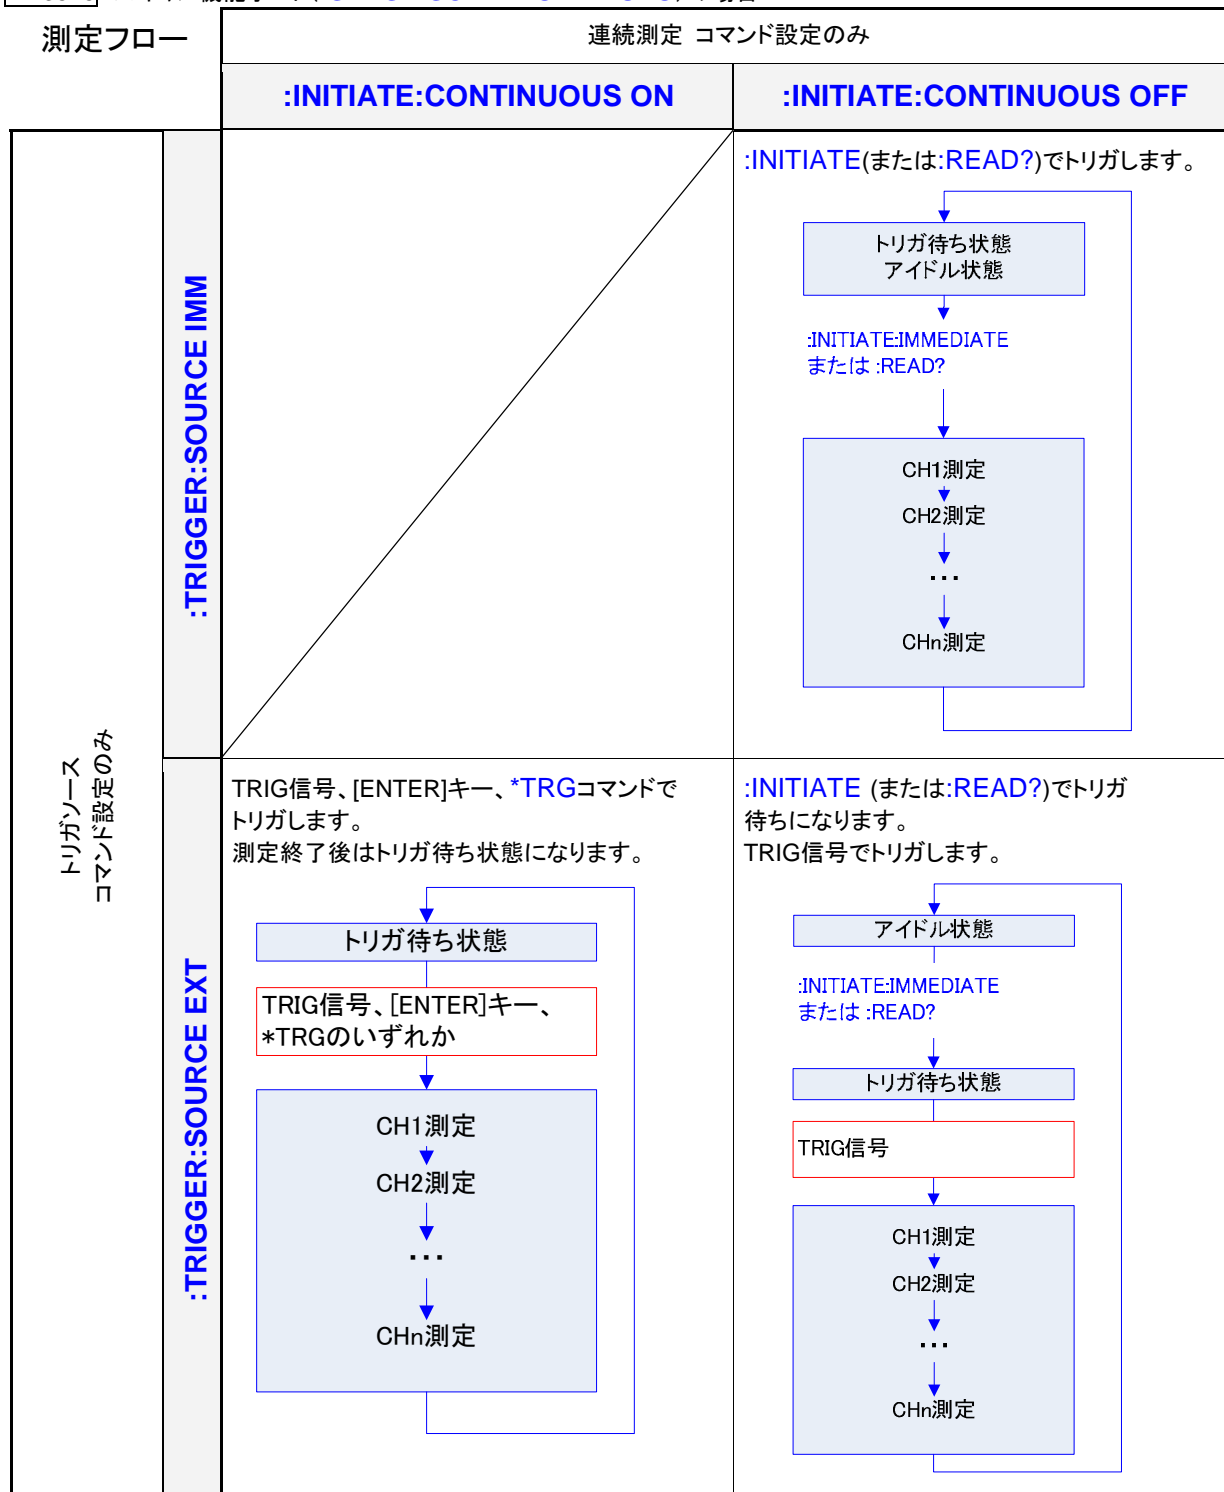 測定フロー
連続測定 コマンド設定のみ
:INITIATE:CONTINUOUS ON
:INITIATE:CONTINUOUS OFF
トリガソース
コマンド設定のみ
:TRIGGER:SOURCE IMM
:INITIATE(または:READ?)でトリガします。
トリガ待ち状態
アイドル状態
:INITIATE:IMMEDIATE
または :READ?
CH1測定
CH2測定
・・・
CHn測定
:TRIGGER:SOURCE EXT
TRIG信号、[ENTER]キー、*TRGコマンドで
トリガします。
測定終了後はトリガ待ち状態になります。
トリガ待ち状態
TRIG信号、[ENTER]キー、
*TRGのいずれか
CH1測定
CH2測定
・・・
CHn測定
:INITIATE (または:READ?)でトリガ
待ちになります。
TRIG信号でトリガします。
アイドル状態
:INITIATE:IMMEDIATE
または :READ?
トリガ待ち状態
TRIG信号
CH1測定
CH2測定
・・・
CHn測定